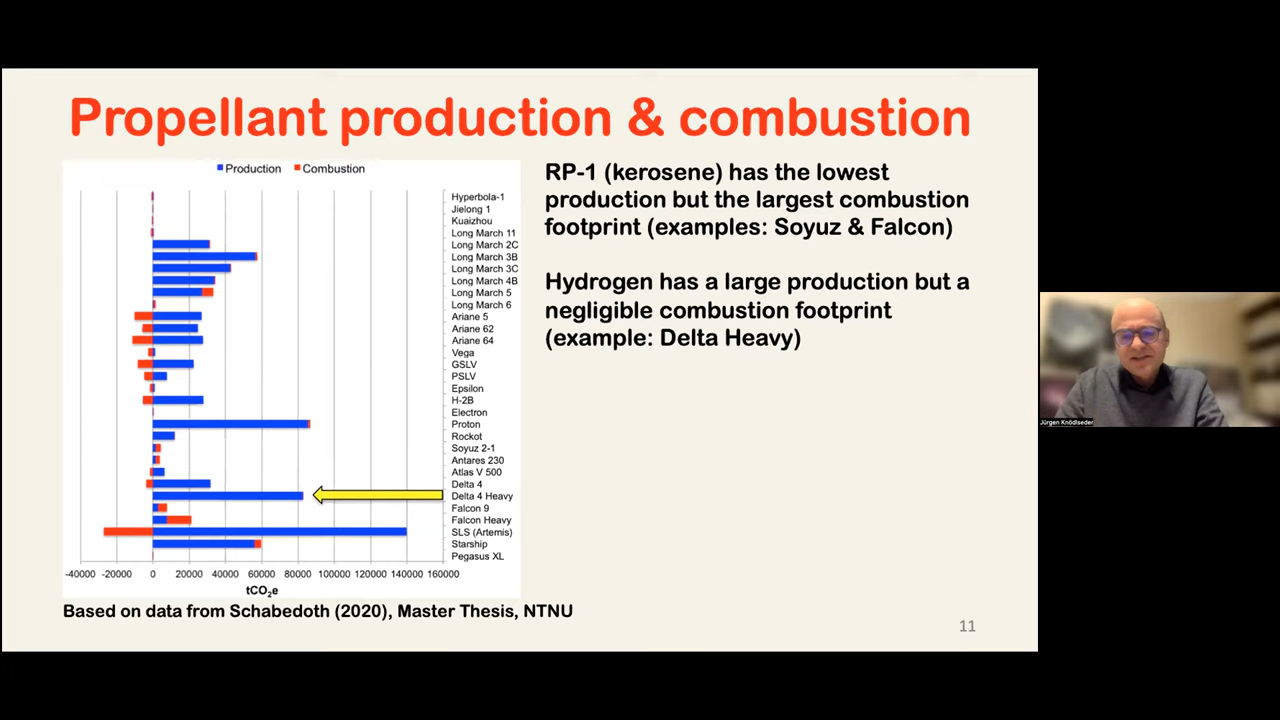 Propellant production & combustion
Production Combustion
Hyperbola-1
Jielong 1
Kuaizhou
Long March 11
Long March 2C
Long March 3B
Long March 3C
Long March 4B
Long March 5
Long March 6
Ariane 5
Ariane 62
Ariane 64
Vega
GSLV
PSLV
Epsilon
H-2B
Electron
Proton
Rockot
Soyuz 2-1
Antares 230
Atlas V 500
Delta 4
Delta 4 Heavy
Falcon 9
Falcon Heavy
SLS (Artemis)
Starship
Pegasus XL
-40000 -20000 0 20000 40000 60000 80000 100000 120000 140000 160000
tCO₂e
Based on data from Schabedoth (2020), Master Thesis, NTNU
RP-1 (kerosene) has the lowest
production but the largest combustion
footprint (examples: Soyuz & Falcon)
Hydrogen has a large production but a
negligible combustion footprint
(example: Delta Heavy)
11
Jürgen Knödlseder